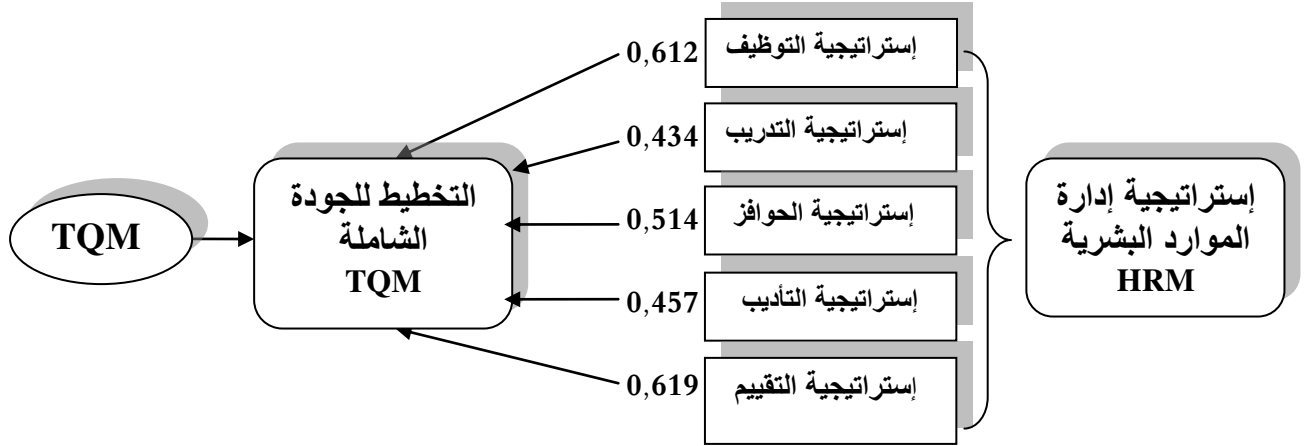 إستراتيجية إدارة
الموارد البشرية
HRM
إستراتيجية التوظيف
0,612
إستراتيجية التدريب
0,434
إستراتيجية الحوافز
0,514
إستراتيجية التأديب
0,457
إستراتيجية التقييم
0,619
التخطيط للجودة
الشاملة
TQM
TQM